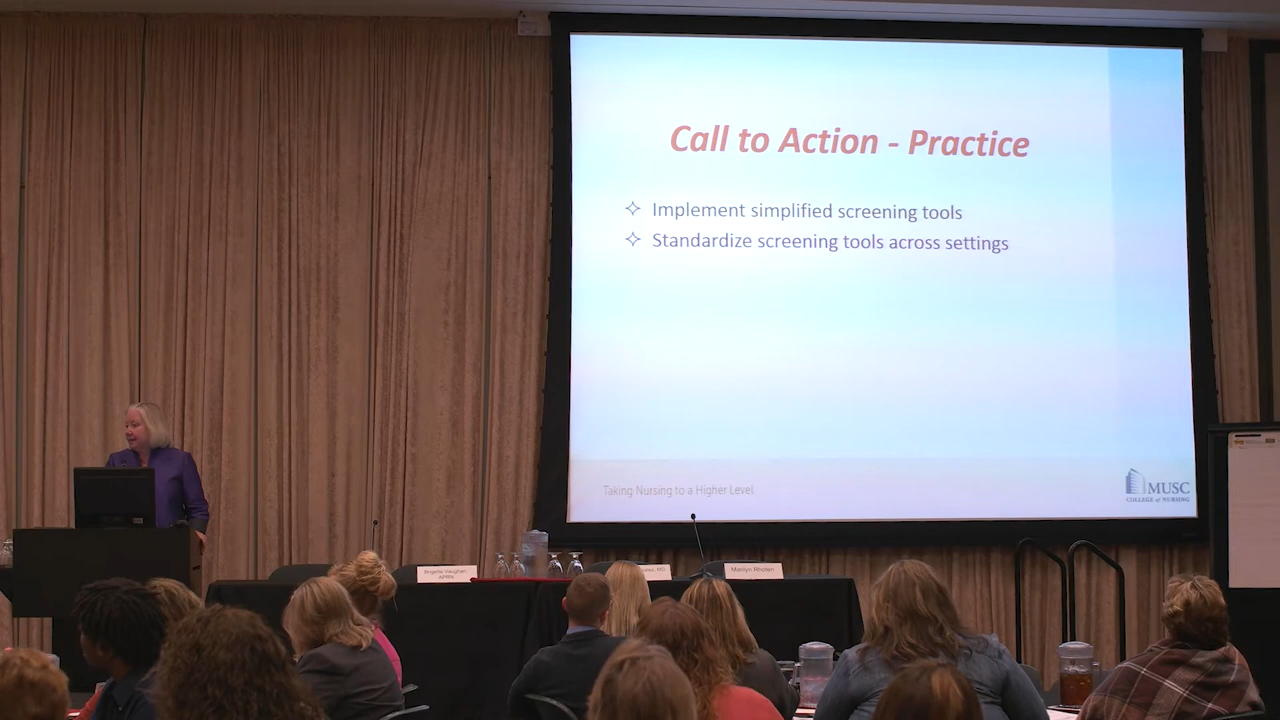 Call to Action - Practice
Implement simplified screening tools
Standardize screening tools across settings
Taking Nursing to a Higher Level
MUSC
COLLEGE of NURSING
Brigette Vaughan,
APRN
MD
Marilyn Rhoten